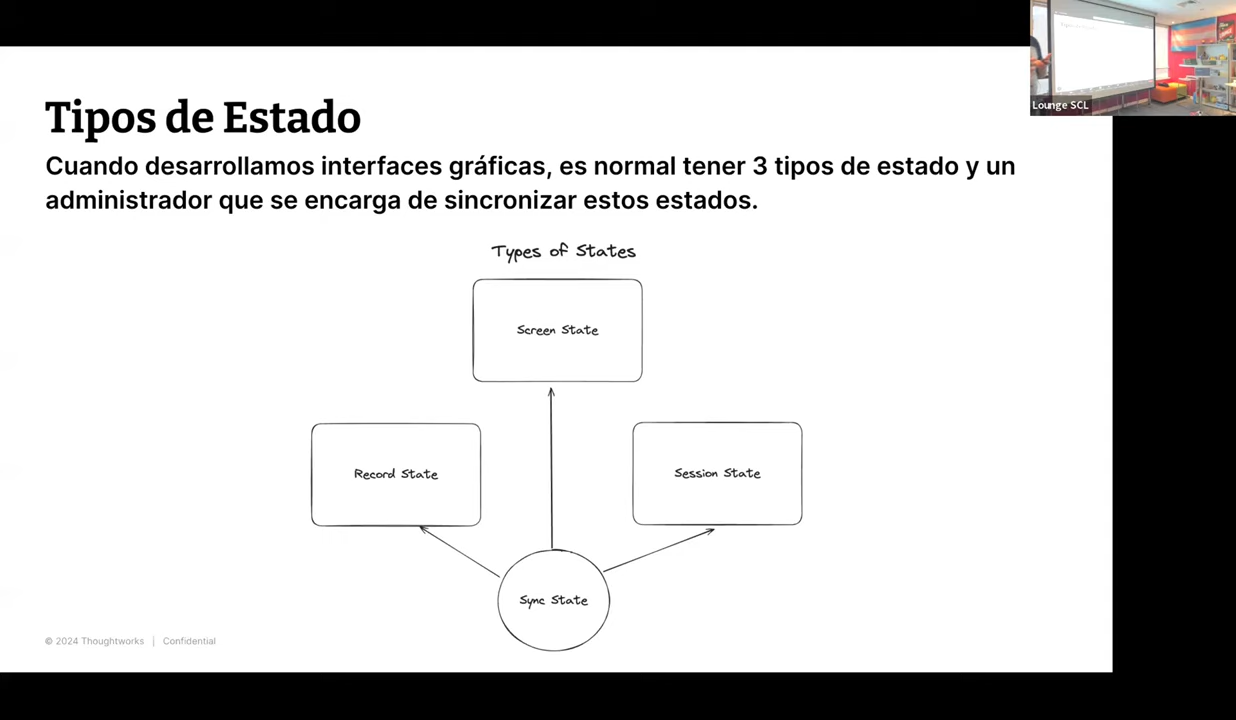 Lounge SCL
Tipos de Estado
Cuando desarrollamos interfaces gráficas, es normal tener 3 tipos de estado y un
administrador que se encarga de sincronizar estos estados.
Types of States
Screen State
Record State
Session State
Sync State
© 2024 Thoughtworks | Confidential